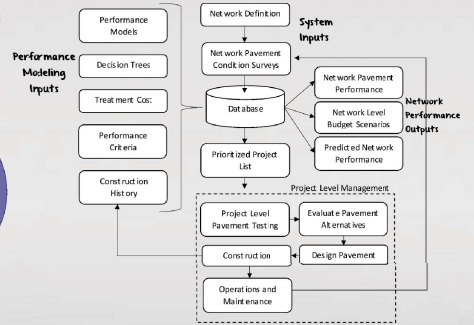 Performance
Modeling
Inputs
Performance
Models
Decision Trees
Treatment Cost
Performance
Criteria
Construction
History
Network Definition
System
Inputs
Network Pavement
Condition Surveys
Database
Prioritized Project
List
Network Pavement
Performance
Network Level
Budget Scenarios
Predicted Network
Performance
Network
Performance
Outputs
Project Level Management
Project Level
Pavement Testing
Evaluate Pavement
Alternatives
Construction
Design Pavement
Operations and
Maintenance